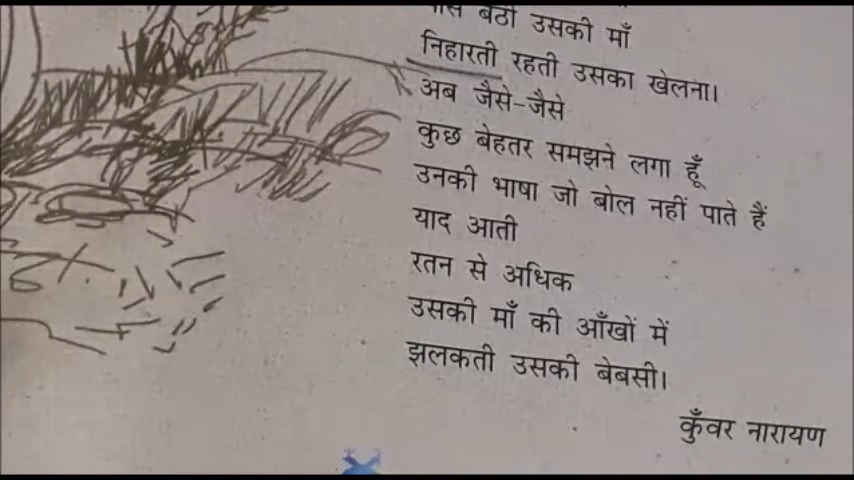 बैठी उसकी माँ
निहारती रहती उसका खेलना।
अब जैसे-जैसे
कुछ बेहतर समझने लगा हूँ
उनकी भाषा जो बोल नहीं पाते हैं
याद आती
रतन से अधिक
उसकी माँ की आँखों में
झलकती उसकी बेबसी।
कुँवर नारायण